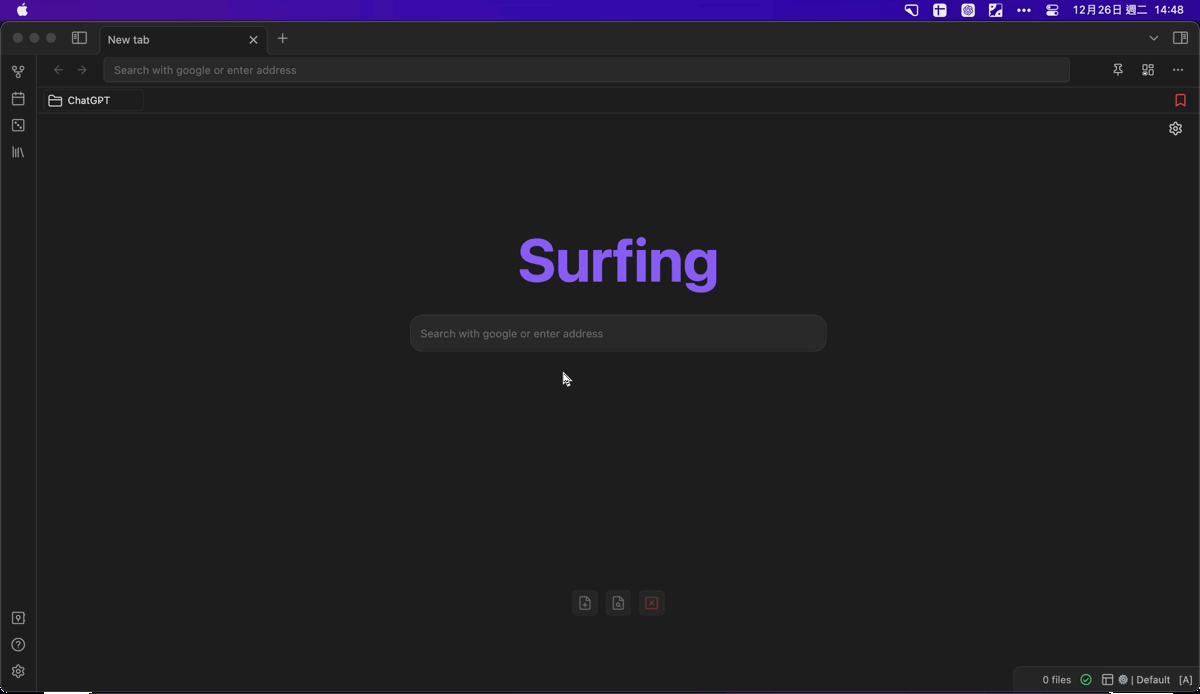 12月26日 週二 14:48
New tab
Search with google or enter address
ChatGPT
Surfing
Search with google or enter address
0 files
| Default
[A]